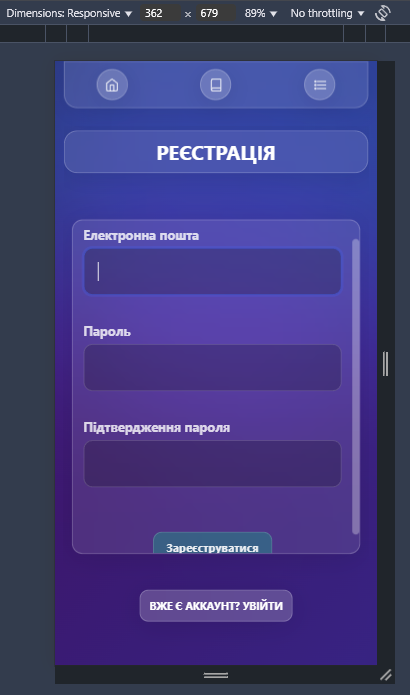 Dimensions: Responsive 362 × 679 89% No throttling
РЕЄСТРАЦІЯ
Електронна пошта
Пароль
Підтвердження пароля
Зареєструватися
ВЖЕ Є АККАУНТ? УВІЙТИ